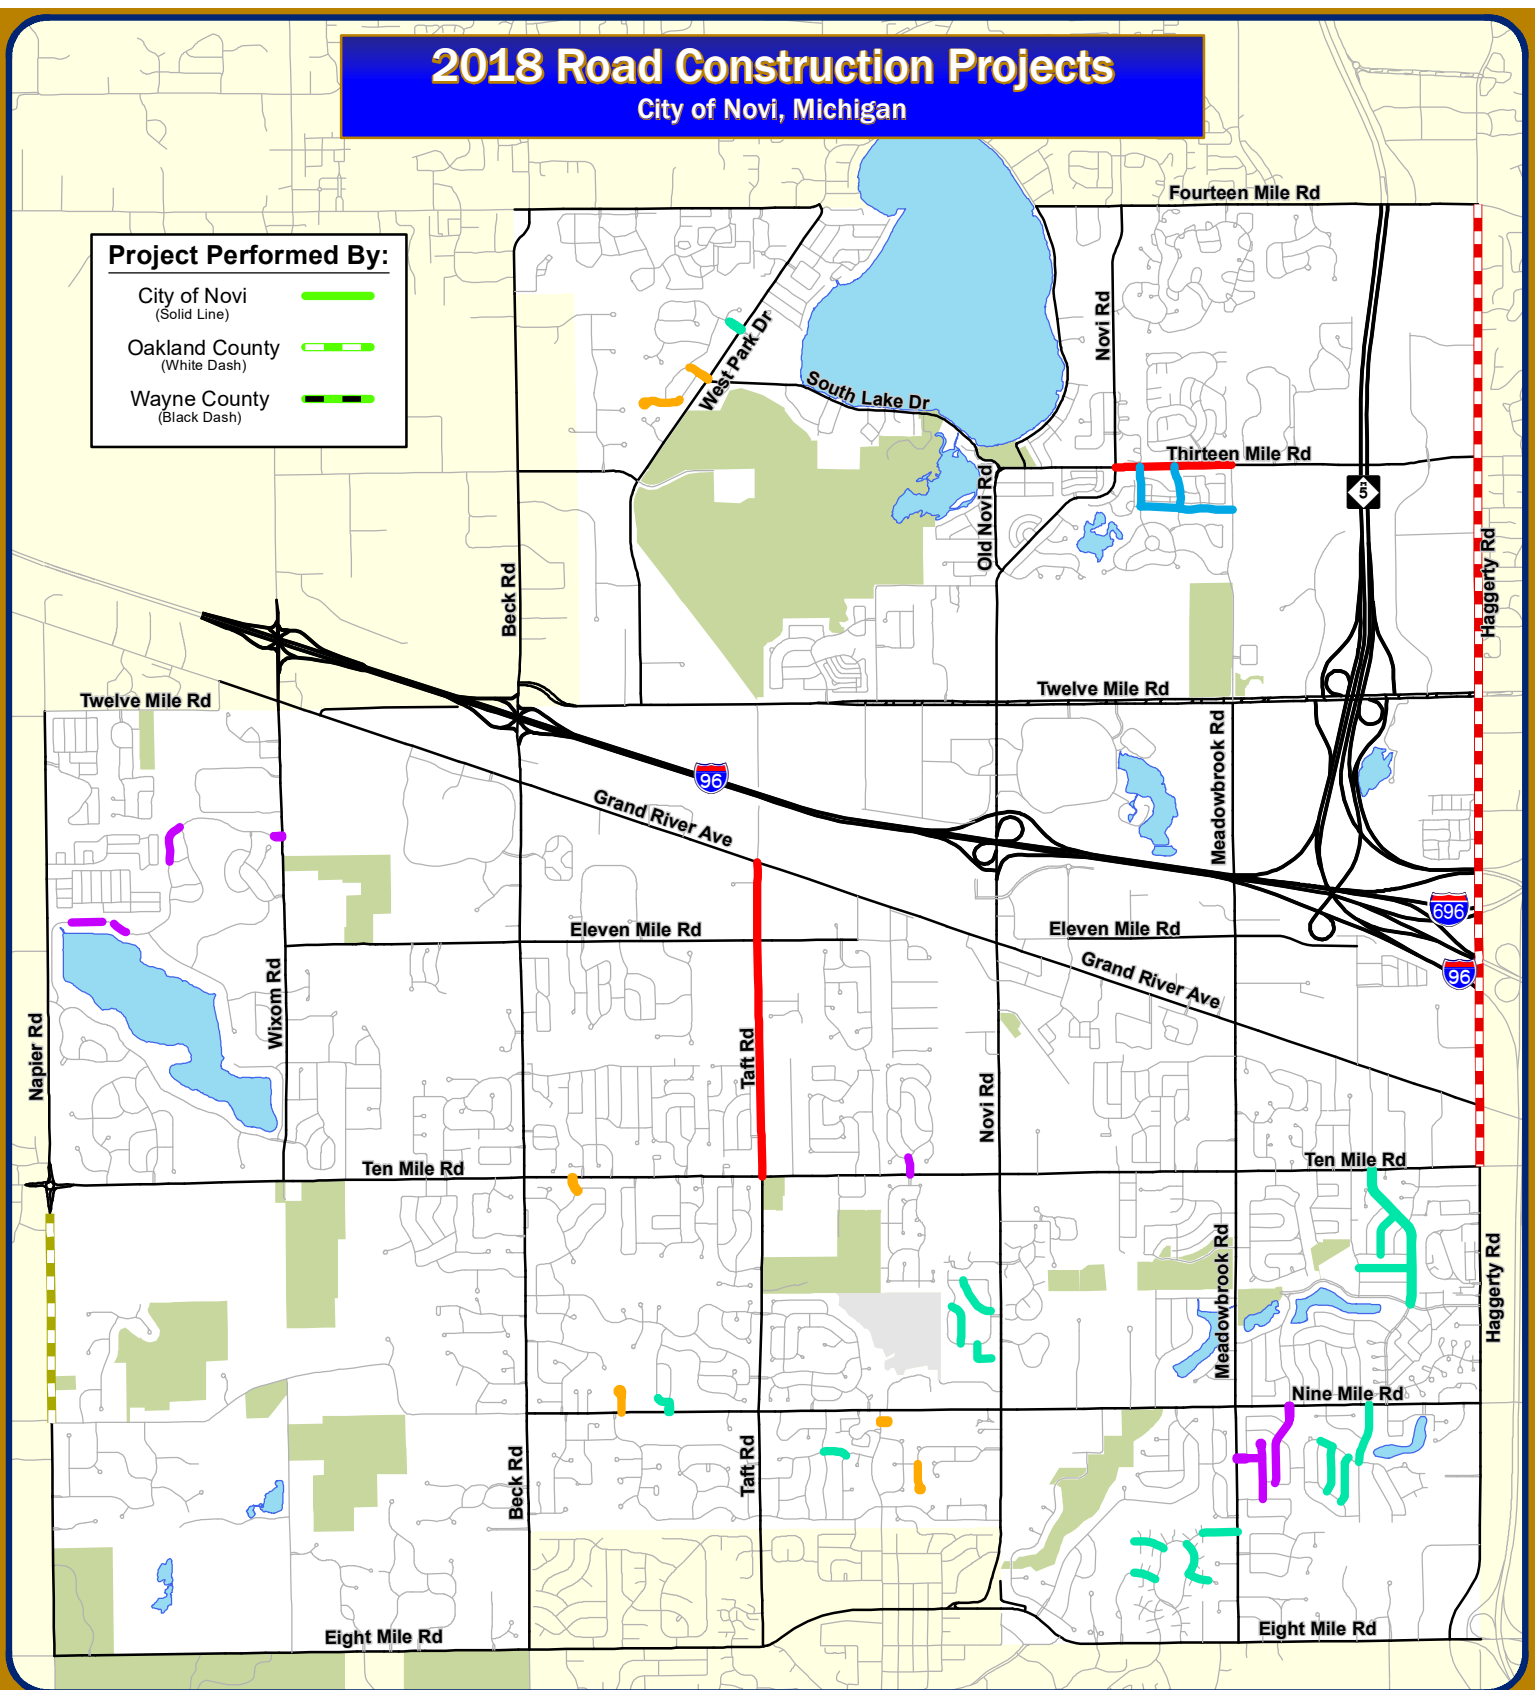 2018 Road Construction Projects
City of Novi, Michigan
Fourteen Mile Rd
Project Performed By:
City of Novi
(Solid Line)
Oakland County
(White Dash)
Wayne County
(Black Dash)
Novi Rd
West Park Dr
South Lake Dr
Thirteen Mile Rd
M
5
Old Novi Rd
Haggerty Rd
Beck Rd
Twelve Mile Rd
Twelve Mile Rd
Meadowbrook Rd
96
Grand River Ave
696
Eleven Mile Rd
Eleven Mile Rd
Grand River Ave
96
Wixom Rd
Napier Rd
Taft Rd
Novi Rd
Ten Mile Rd
Ten Mile Rd
Meadowbrook Rd
Haggerty Rd
Nine Mile Rd
Beck Rd
Taft Rd
Eight Mile Rd
Eight Mile Rd